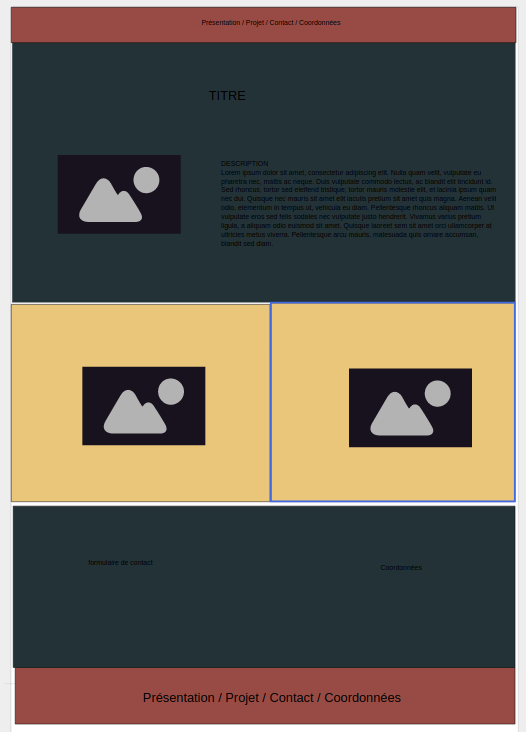 Présentation / Projet / Contact / Coordonnées
TITRE
DESCRIPTION
Lorem ipsum dolor sit amet, consectetur adipiscing elit. Nulla quam velit, vulputate eu
pharetra nec, mattis ac neque. Duis vulputate commodo lectus, ac blandit elit tincidunt id.
Sed rhoncus, tortor sed eleifend tristique, tortor mauris molestie elit, et lacinia ipsum quam
nec dui. Quisque nec mauris sit amet elit iaculis pretium sit amet quis magna. Aenean velit
odio, elementum in tempus ut, vehicula eu diam. Pellentesque rhoncus aliquam mattis. Ut
vulputate eros sed felis sodales nec vulputate justo hendrerit. Vivamus varius pretium
ligula, a aliquam odio euismod sit amet. Quisque laoreet sem sit amet orci ullamcorper at
ultricies metus viverra. Pellentesque arcu mauris, malesuada quis ornare accumsan,
blandit sed diam.
formulaire de contact
Coordonnées
Présentation / Projet / Contact / Coordonnées